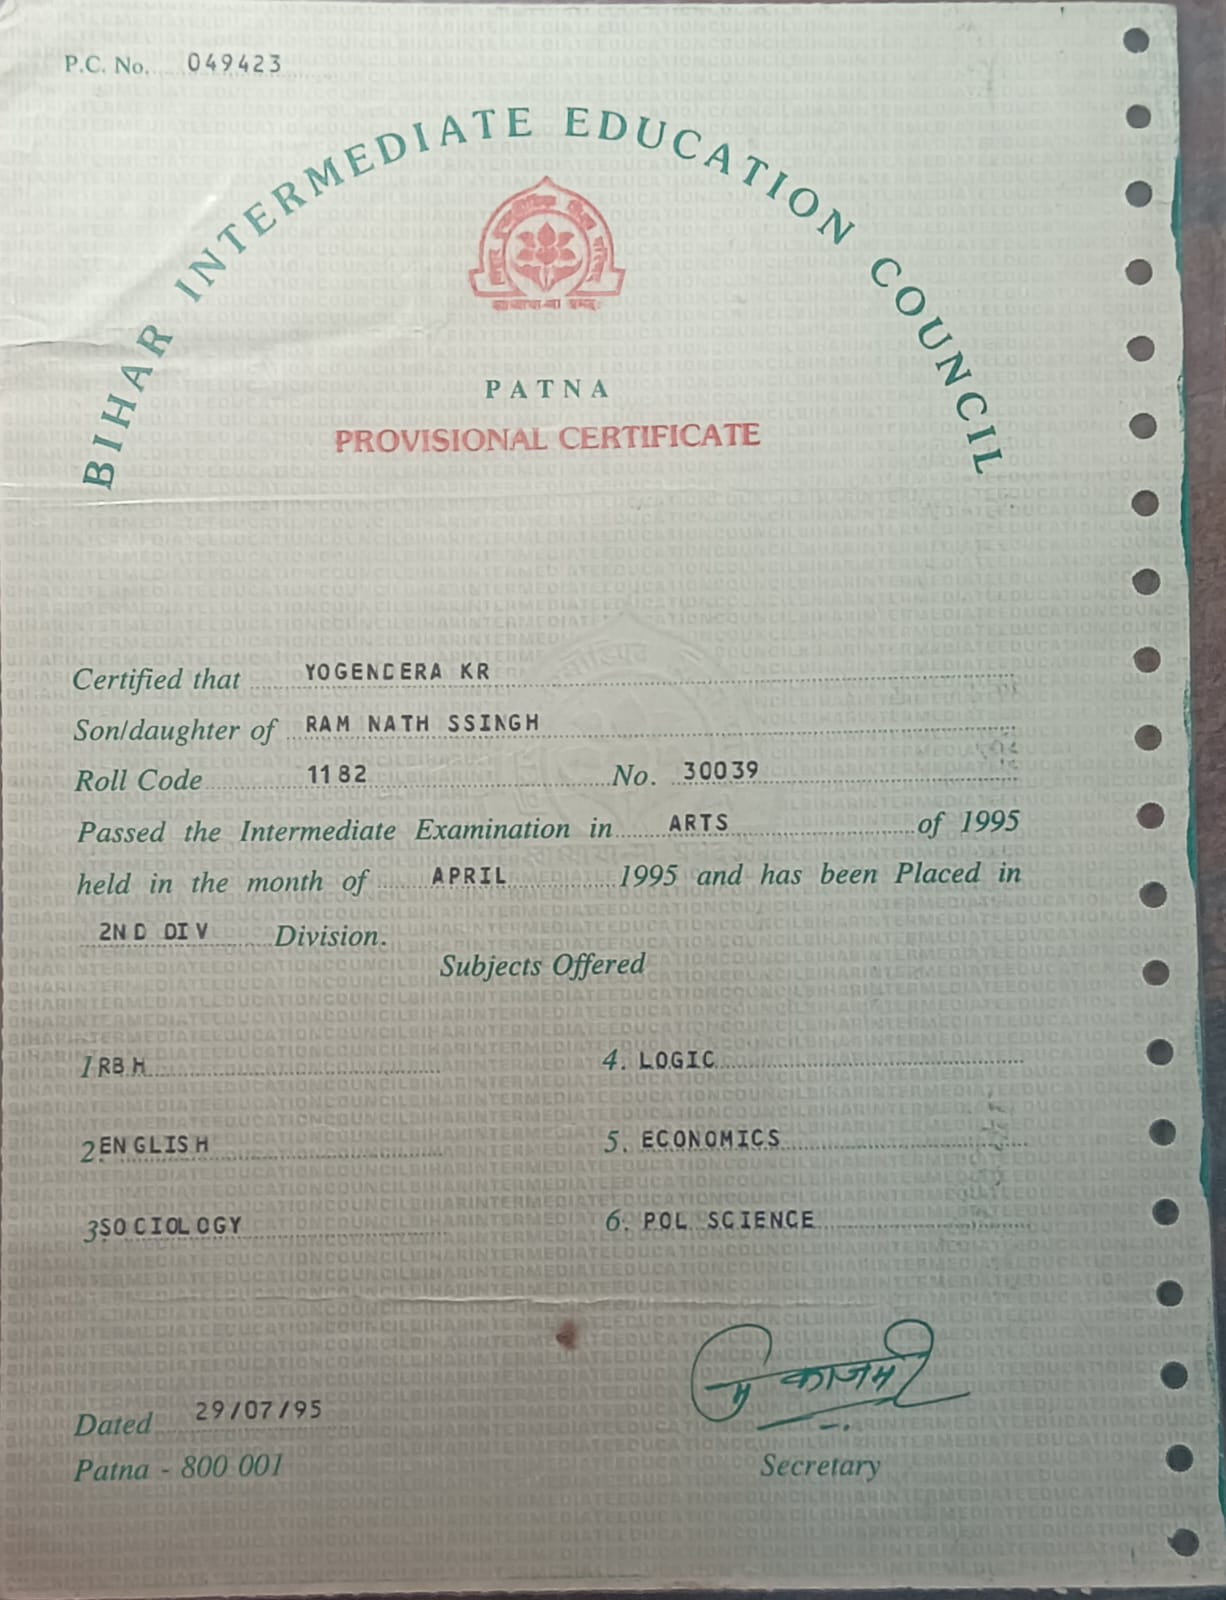 P.C. No. 049423
BIHAR INTERMEDIATE EDUCATION COUNCIL
PATNA
PROVISIONAL CERTIFICATE
Certified that YOGENDERA KR
Son/daughter of RAM NATH SSINGH
Roll Code 1182 No. 30039
Passed the Intermediate Examination in ARTS of 1995
held in the month of APRIL 1995 and has been Placed in
2ND DIV Division.
Subjects Offered
1 RB H 4. LOGIC
2 ENGLISH 5. ECONOMICS
3 SOCIOLOGY 6. POL SCIENCE
काजमी
Dated 29/07/95
Patna - 800 001 Secretary